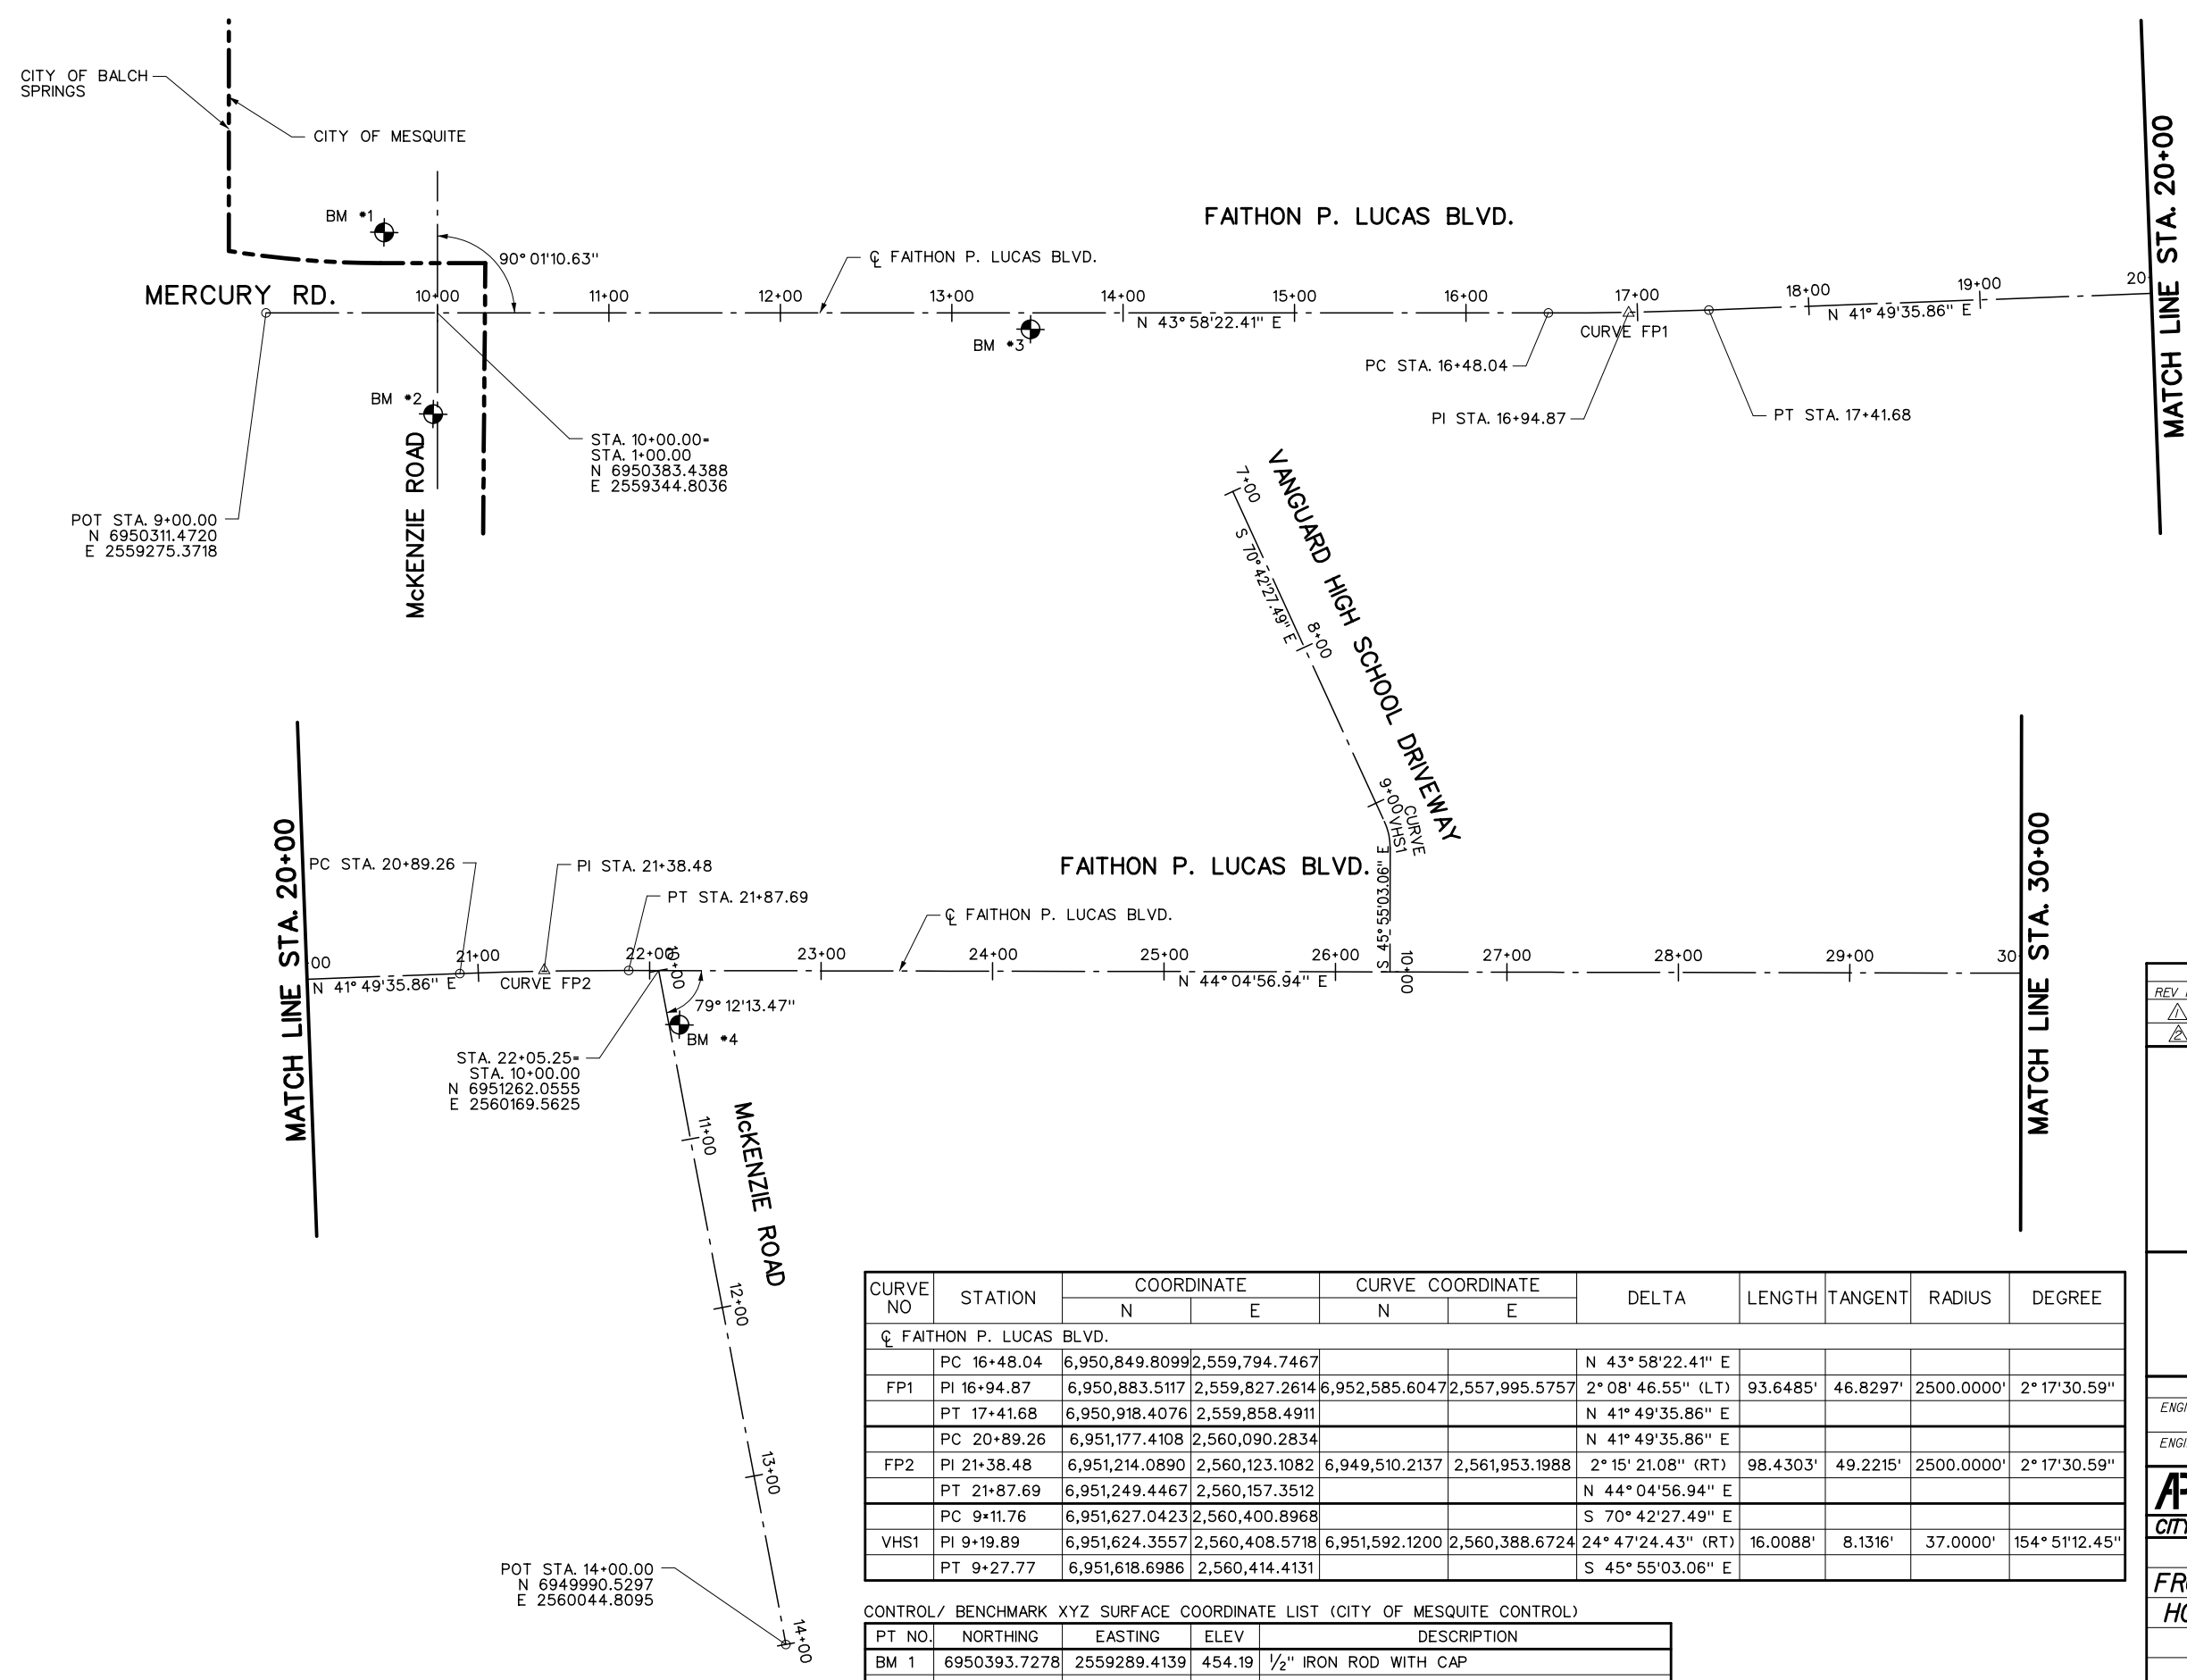 CITY OF BALCH
SPRINGS
CITY OF MESQUITE
BM *1
90° 01'10.63"
FAITHON P. LUCAS BLVD.
℄ FAITHON P. LUCAS BLVD.
MERCURY RD.
10+00
11+00
12+00
13+00
14+00
15+00
16+00
17+00
18+00
19+00
20
MATCH LINE STA. 20+00
N 43° 58'22.41" E
N 41° 49'35.86" E
CURVE FP1
BM *3
PC STA. 16+48.04
PI STA. 16+94.87
PT STA. 17+41.68
BM *2
McKENZIE ROAD
STA. 10+00.00=
STA. 1+00.00
N 6950383.4388
E 2559344.8036
POT STA. 9+00.00
N 6950311.4720
E 2559275.3718
VANGUARD HIGH SCHOOL DRIVEWAY
7+00
S 70° 42'27.49" E
8+00
9+00
CURVE
VHS1
S 45° 55'03.06" E
10+00
MATCH LINE STA. 20+00
PC STA. 20+89.26
PI STA. 21+38.48
PT STA. 21+87.69
FAITHON P. LUCAS BLVD.
℄ FAITHON P. LUCAS BLVD.
00
21+00
22+00
10+00
23+00
24+00
25+00
26+00
27+00
28+00
29+00
30
MATCH LINE STA. 30+00
N 41° 49'35.86" E
CURVE FP2
N 44° 04'56.94" E
79° 12'13.47"
BM *4
STA. 22+05.25=
STA. 10+00.00
N 6951262.0555
E 2560169.5625
11+00
McKENZIE ROAD
12+00
13+00
14+00
POT STA. 14+00.00
N 6949990.5297
E 2560044.8095
CURVE NO STATION COORDINATE CURVE COORDINATE DELTA LENGTH TANGENT RADIUS DEGREE
N E N E
℄ FAITHON P. LUCAS BLVD.
PC 16+48.04 6,950,849.8099 2,559,794.7467 N 43° 58'22.41" E
FP1 PI 16+94.87 6,950,883.5117 2,559,827.2614 6,952,585.6047 2,557,995.5757 2° 08' 46.55" (LT) 93.6485' 46.8297' 2500.0000' 2° 17'30.59"
PT 17+41.68 6,950,918.4076 2,559,858.4911 N 41° 49'35.86" E
PC 20+89.26 6,951,177.4108 2,560,090.2834 N 41° 49'35.86" E
FP2 PI 21+38.48 6,951,214.0890 2,560,123.1082 6,949,510.2137 2,561,953.1988 2° 15' 21.08" (RT) 98.4303' 49.2215' 2500.0000' 2° 17'30.59"
PT 21+87.69 6,951,249.4467 2,560,157.3512 N 44° 04'56.94" E
PC 9*11.76 6,951,627.0423 2,560,400.8968 S 70° 42'27.49" E
VHS1 PI 9+19.89 6,951,624.3557 2,560,408.5718 6,951,592.1200 2,560,388.6724 24° 47'24.43" (RT) 16.0088' 8.1316' 37.0000' 154° 51'12.45"
PT 9+27.77 6,951,618.6986 2,560,414.4131 S 45° 55'03.06" E
CONTROL/ BENCHMARK XYZ SURFACE COORDINATE LIST (CITY OF MESQUITE CONTROL)
PT NO. NORTHING EASTING ELEV DESCRIPTION
BM 1 6950393.7278 2559289.4139 454.19 ½" IRON ROD WITH CAP
REV
1
2
ENGI
ENGI
AP
CITY
FR
HO